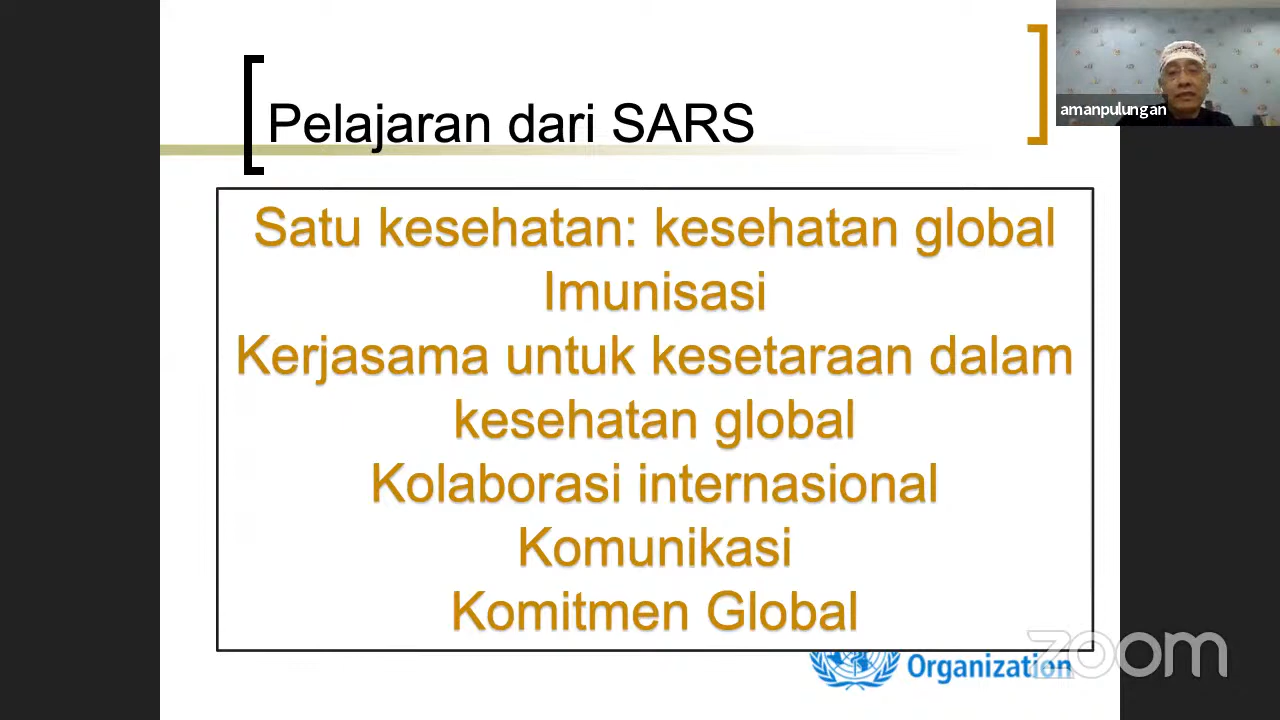 Pelajaran dari SARS
amanpulungan
Satu kesehatan: kesehatan global
Imunisasi
Kerjasama untuk kesetaraan dalam
kesehatan global
Kolaborasi internasional
Komunikasi
Komitmen Global
Organization
zoom